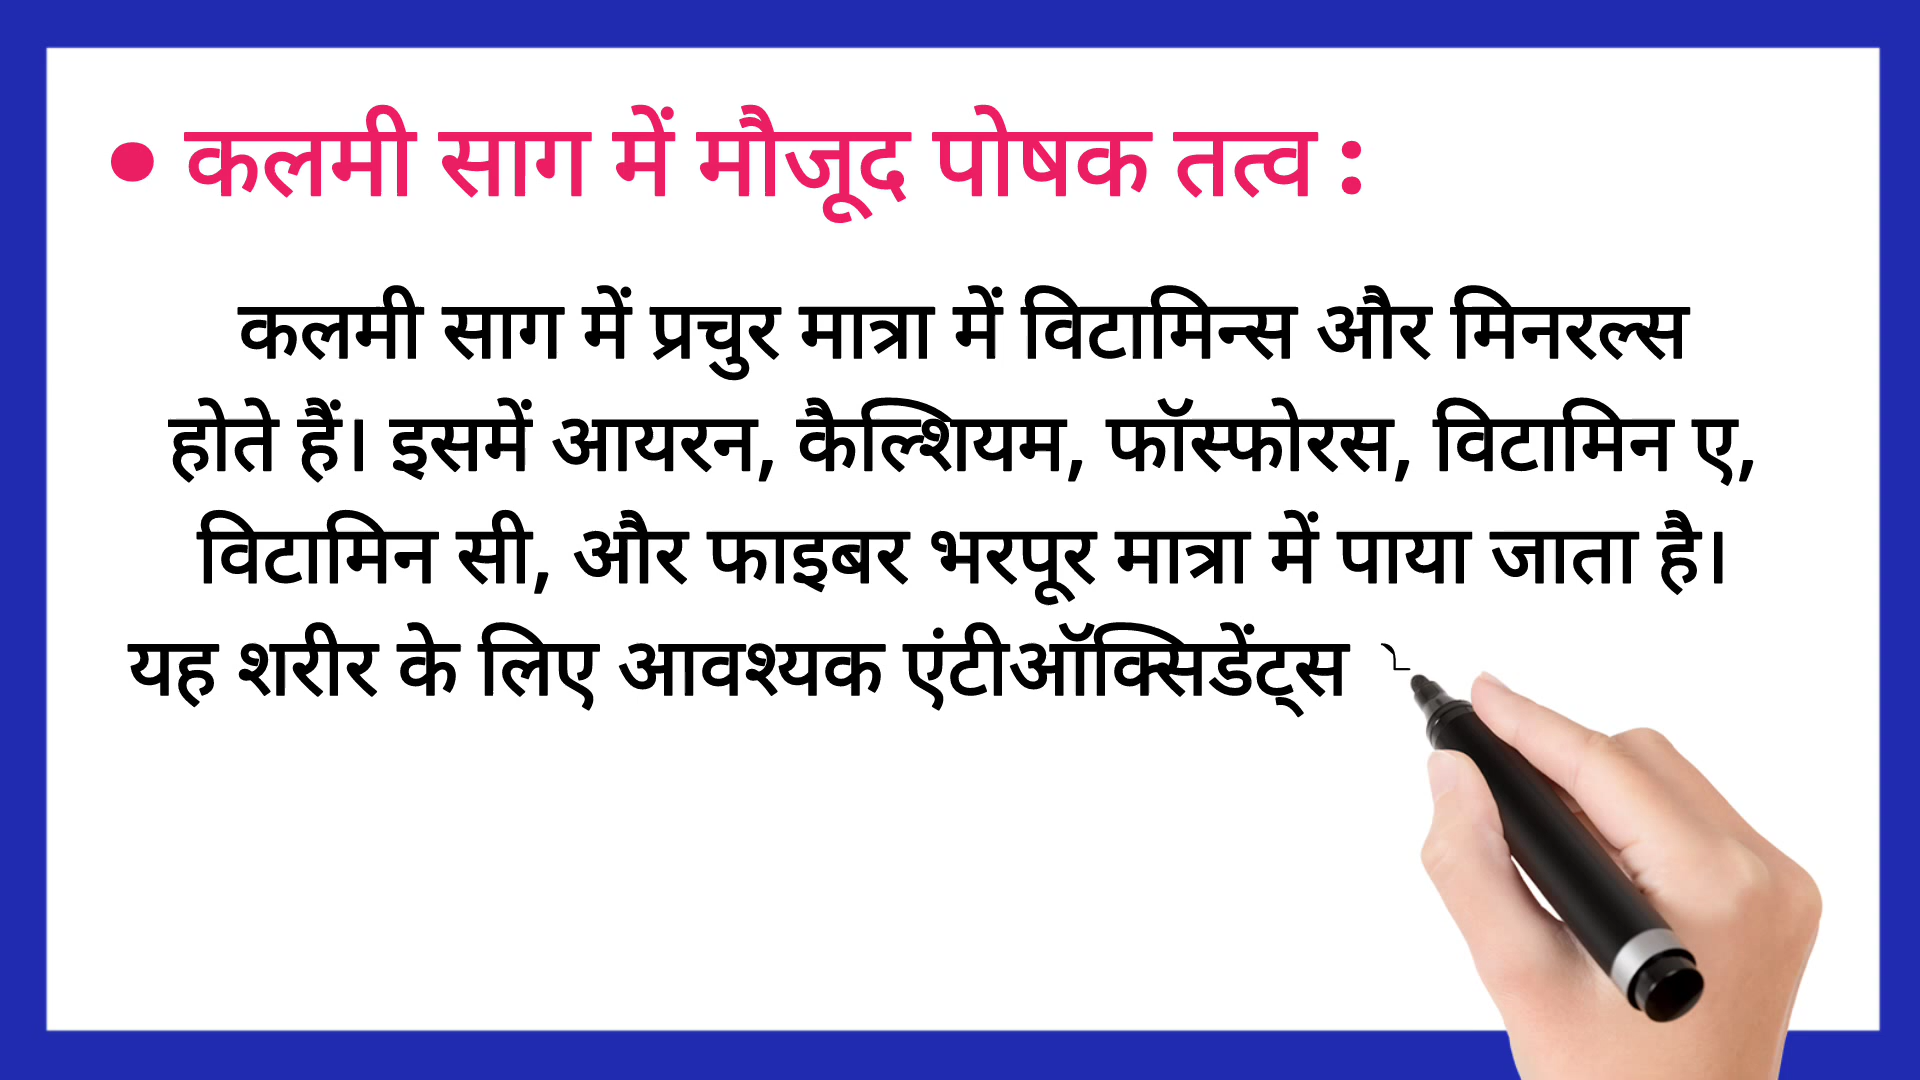 • कलमी साग में मौजूद पोषक तत्व :
कलमी साग में प्रचुर मात्रा में विटामिन्स और मिनरल्स
होते हैं। इसमें आयरन, कैल्शियम, फॉस्फोरस, विटामिन ए,
विटामिन सी, और फाइबर भरपूर मात्रा में पाया जाता है।
यह शरीर के लिए आवश्यक एंटीऑक्सिडेंट्स